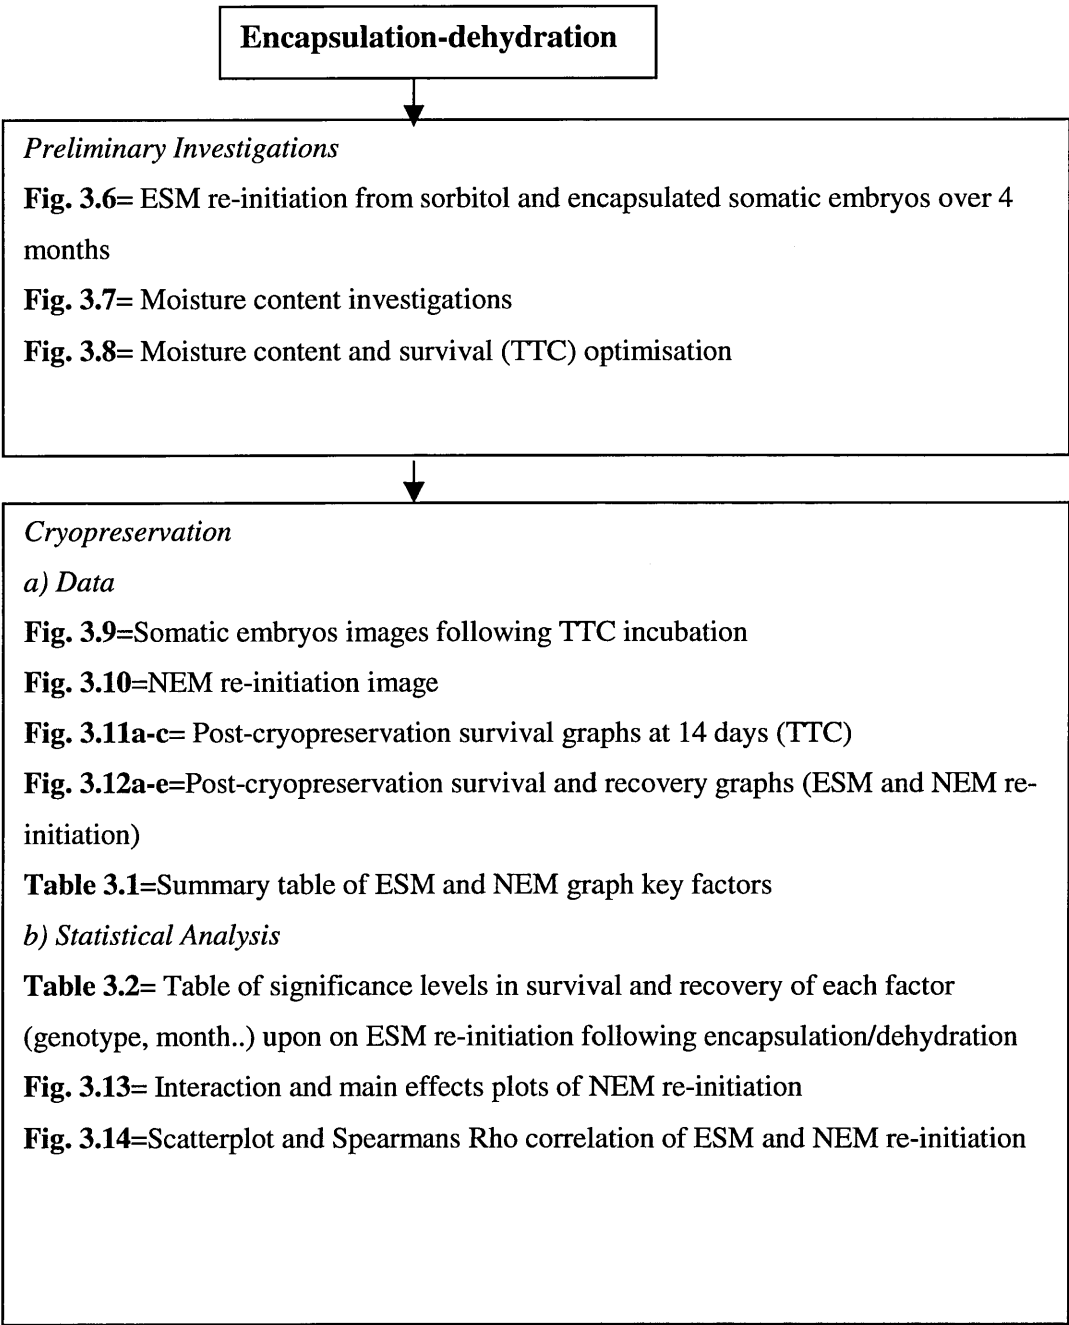 Encapsulation-dehydration
Preliminary Investigations
Fig. 3.6= ESM re-initiation from sorbitol and encapsulated somatic embryos over 4
months
Fig. 3.7= Moisture content investigations
Fig. 3.8= Moisture content and survival (TTC) optimisation
Cryopreservation
a) Data
Fig. 3.9=Somatic embryos images following TTC incubation
Fig. 3.10=NEM re-initiation image
Fig. 3.11a-c= Post-cryopreservation survival graphs at 14 days (TTC)
Fig. 3.12a-e=Post-cryopreservation survival and recovery graphs (ESM and NEM re-
initiation)
Table 3.1=Summary table of ESM and NEM graph key factors
b) Statistical Analysis
Table 3.2= Table of significance levels in survival and recovery of each factor
(genotype, month..) upon on ESM re-initiation following encapsulation/dehydration
Fig. 3.13= Interaction and main effects plots of NEM re-initiation
Fig. 3.14=Scatterplot and Spearmans Rho correlation of ESM and NEM re-initiation